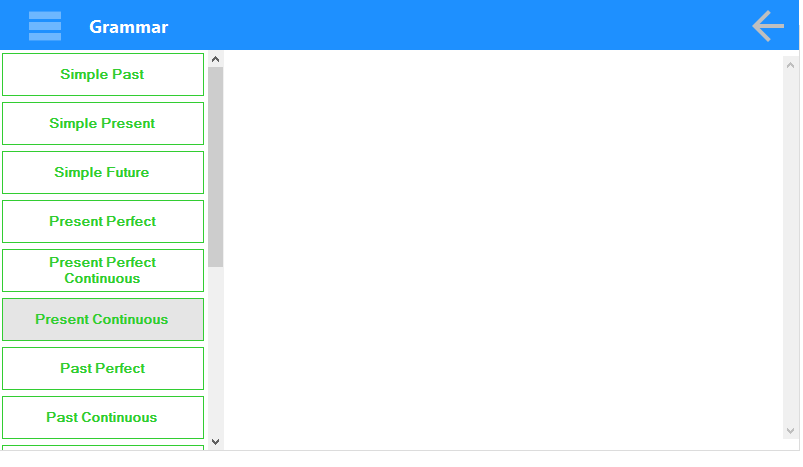 Grammar
Simple Past
Simple Present
Simple Future
Present Perfect
Present Perfect
Continuous
Present Continuous
Past Perfect
Past Continuous